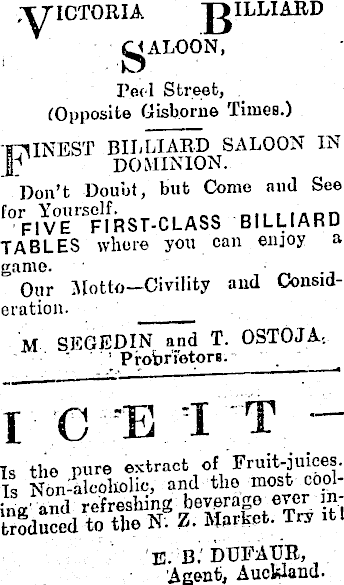 VICTORIA BILLIARD
SALOON,
Peel Street,
(Opposite Gisborne Times.)
FINEST BILLIARD SALOON IN
DOMINION.
Don't Doubt, but Come and See
for Yourself.
FIVE FIRST-CLASS BILLIARD
TABLES where you can enjoy a
game.
Our Motto—Civility and Consid-
eration.
M. SEGEDIN and T. OSTOJA,
Proprietors.
ICEIT—
Is the pure extract of Fruit-juices.
Is Non-alcoholic, and the most cool-
ing and refreshing beverage ever in-
troduced to the N. Z. Market. Try it!
E. B. DUFAUR,
Agent, Auckland.